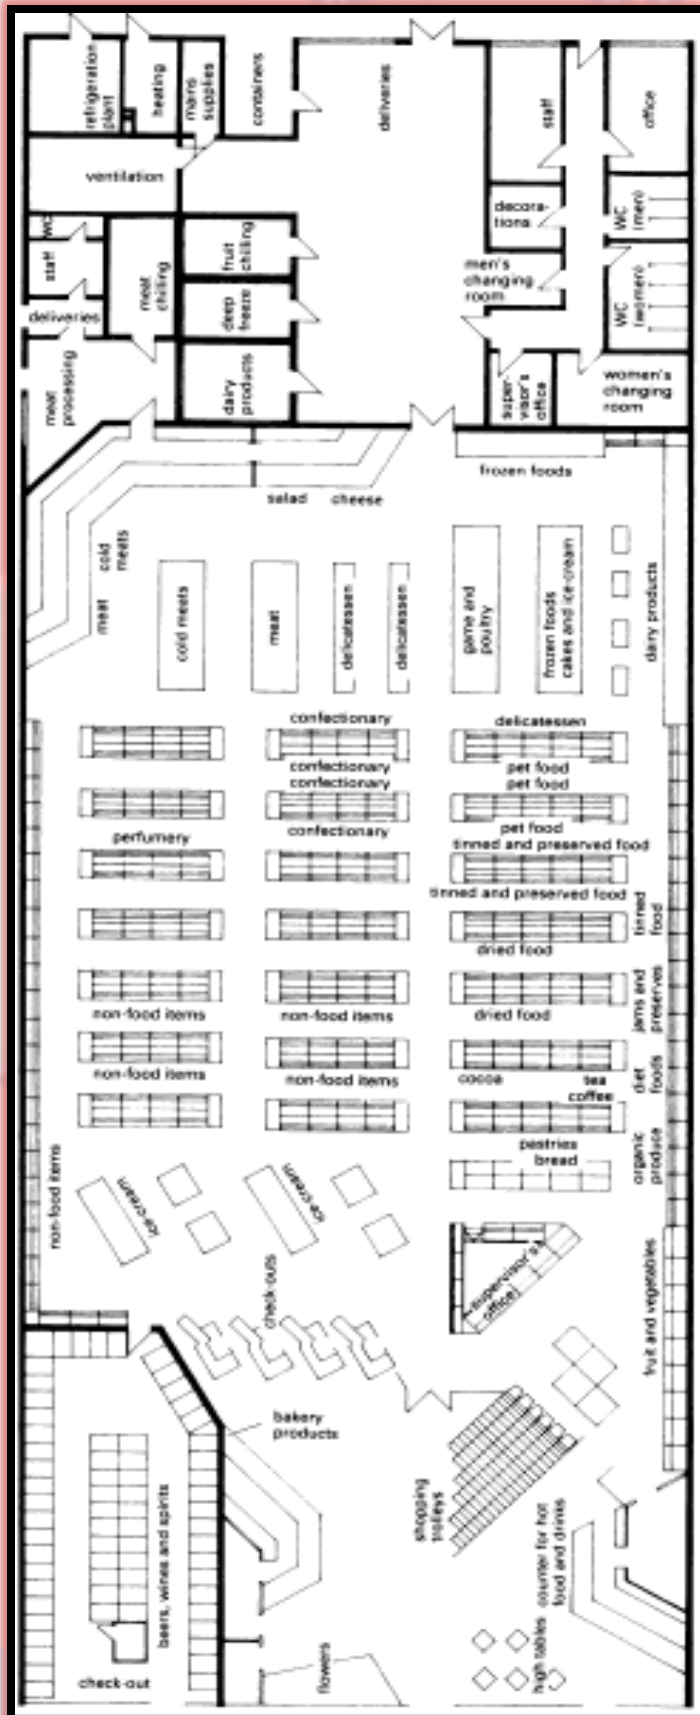 refrigeration
plant
heating
mains
supplies
containers
deliveries
staff
office
ventilation
decora-
tions
WC
(men)
WC
staff
meat
chilling
fruit
chilling
men's
changing
room
WC
(women)
deliveries
deep
freeze
meat
processing
dairy
products
super-
visor's
office
women's
changing
room
frozen foods
salad
cheese
cold
meats
meat
cold meats
meat
delicatessen
delicatessen
game and
poultry
frozen foods
cakes and ice-cream
dairy products
confectionary
delicatessen
confectionary
pet food
confectionary
pet food
perfumery
confectionary
pet food
tinned and preserved food
tinned and preserved food
tinned
food
dried food
jams and
preserves
non-food items
non-food items
dried food
non-food items
non-food items
cocoa
tea
coffee
diet
foods
pastries
bread
organic
produce
non-food items
ice-cream
ice-cream
check-outs
supervisor's
office
fruit and vegetables
bakery
products
shopping
trolleys
counter for hot
food and drinks
beers, wines and spirits
check-out
flowers
high tables